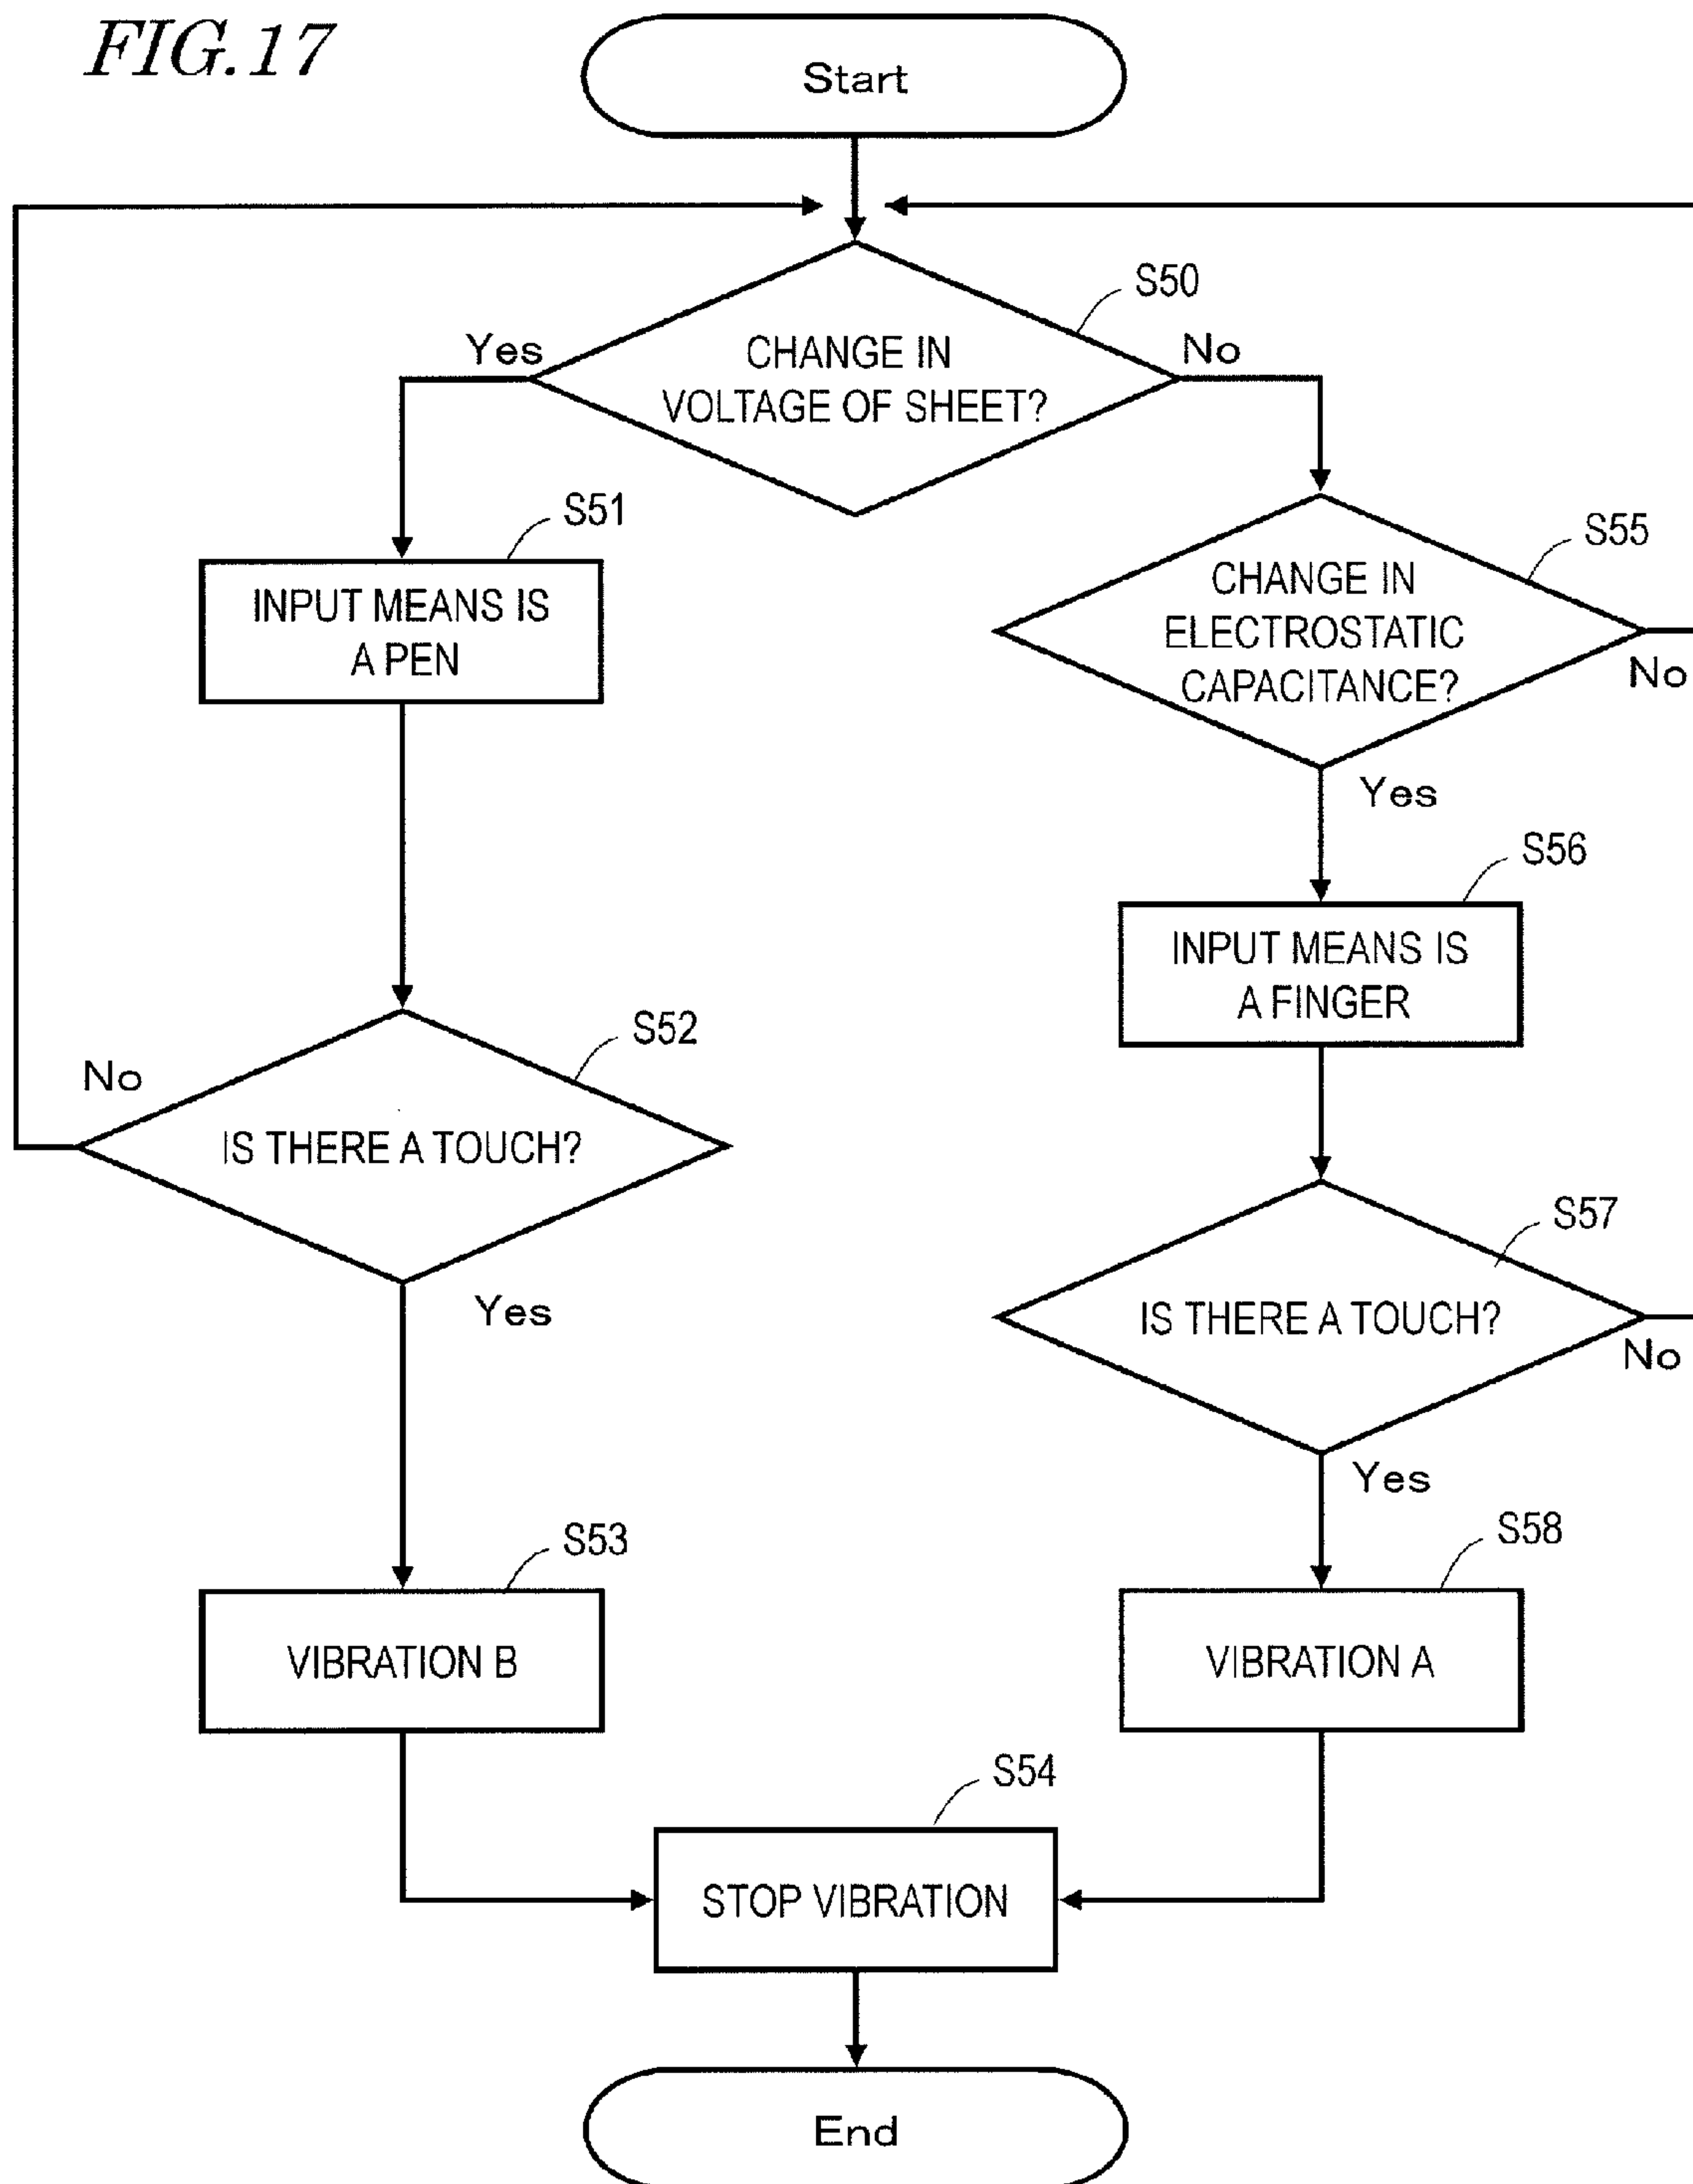 FIG.17
Start
S50
Yes
CHANGE IN
VOLTAGE OF SHEET?
No
S51
INPUT MEANS IS
A PEN
S55
CHANGE IN
ELECTROSTATIC
CAPACITANCE?
No
Yes
S56
INPUT MEANS IS
A FINGER
S52
No
IS THERE A TOUCH?
Yes
S57
IS THERE A TOUCH?
No
Yes
S53
VIBRATION B
S58
VIBRATION A
S54
STOP VIBRATION
End